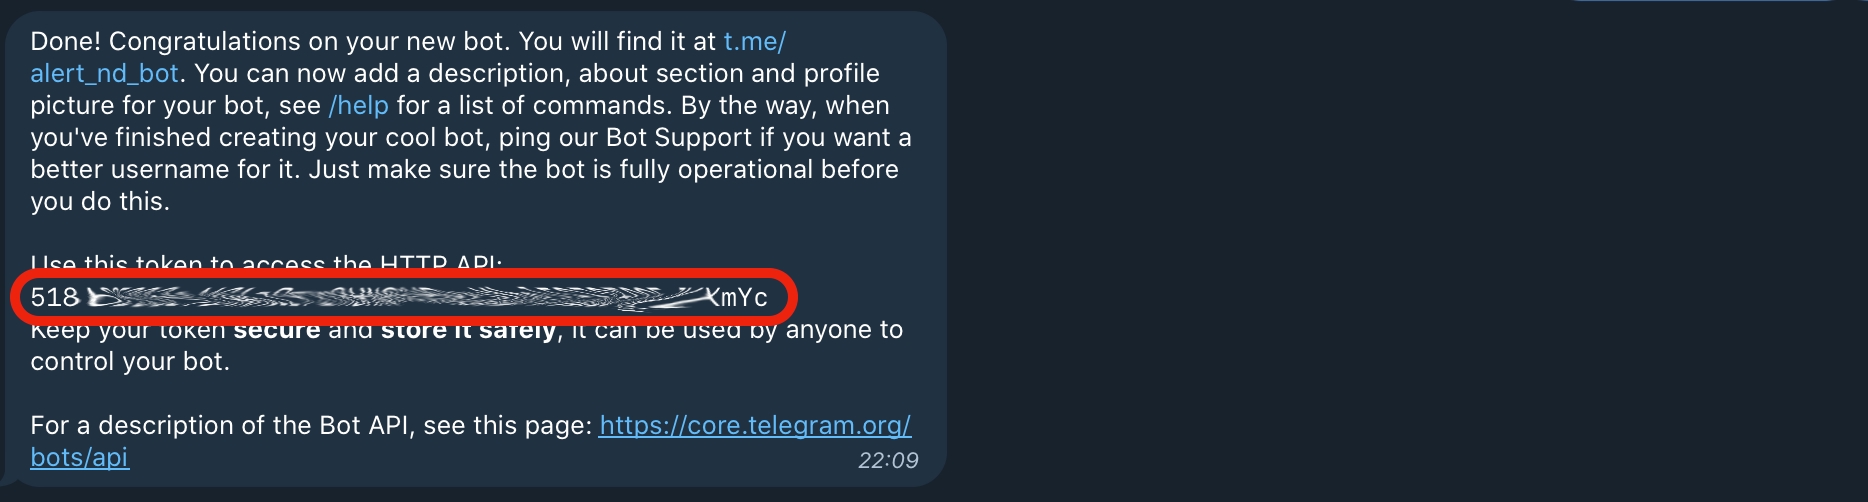 Done! Congratulations on your new bot. You will find it at t.me/
alert_nd_bot. You can now add a description, about section and profile
picture for your bot, see /help for a list of commands. By the way, when
you've finished creating your cool bot, ping our Bot Support if you want a
better username for it. Just make sure the bot is fully operational before
you do this.
Use this token to access the HTTP API:
518 XmYc
Keep your token secure and store it safely, it can be used by anyone to
control your bot.
For a description of the Bot API, see this page: https://core.telegram.org/
bots/api
22:09